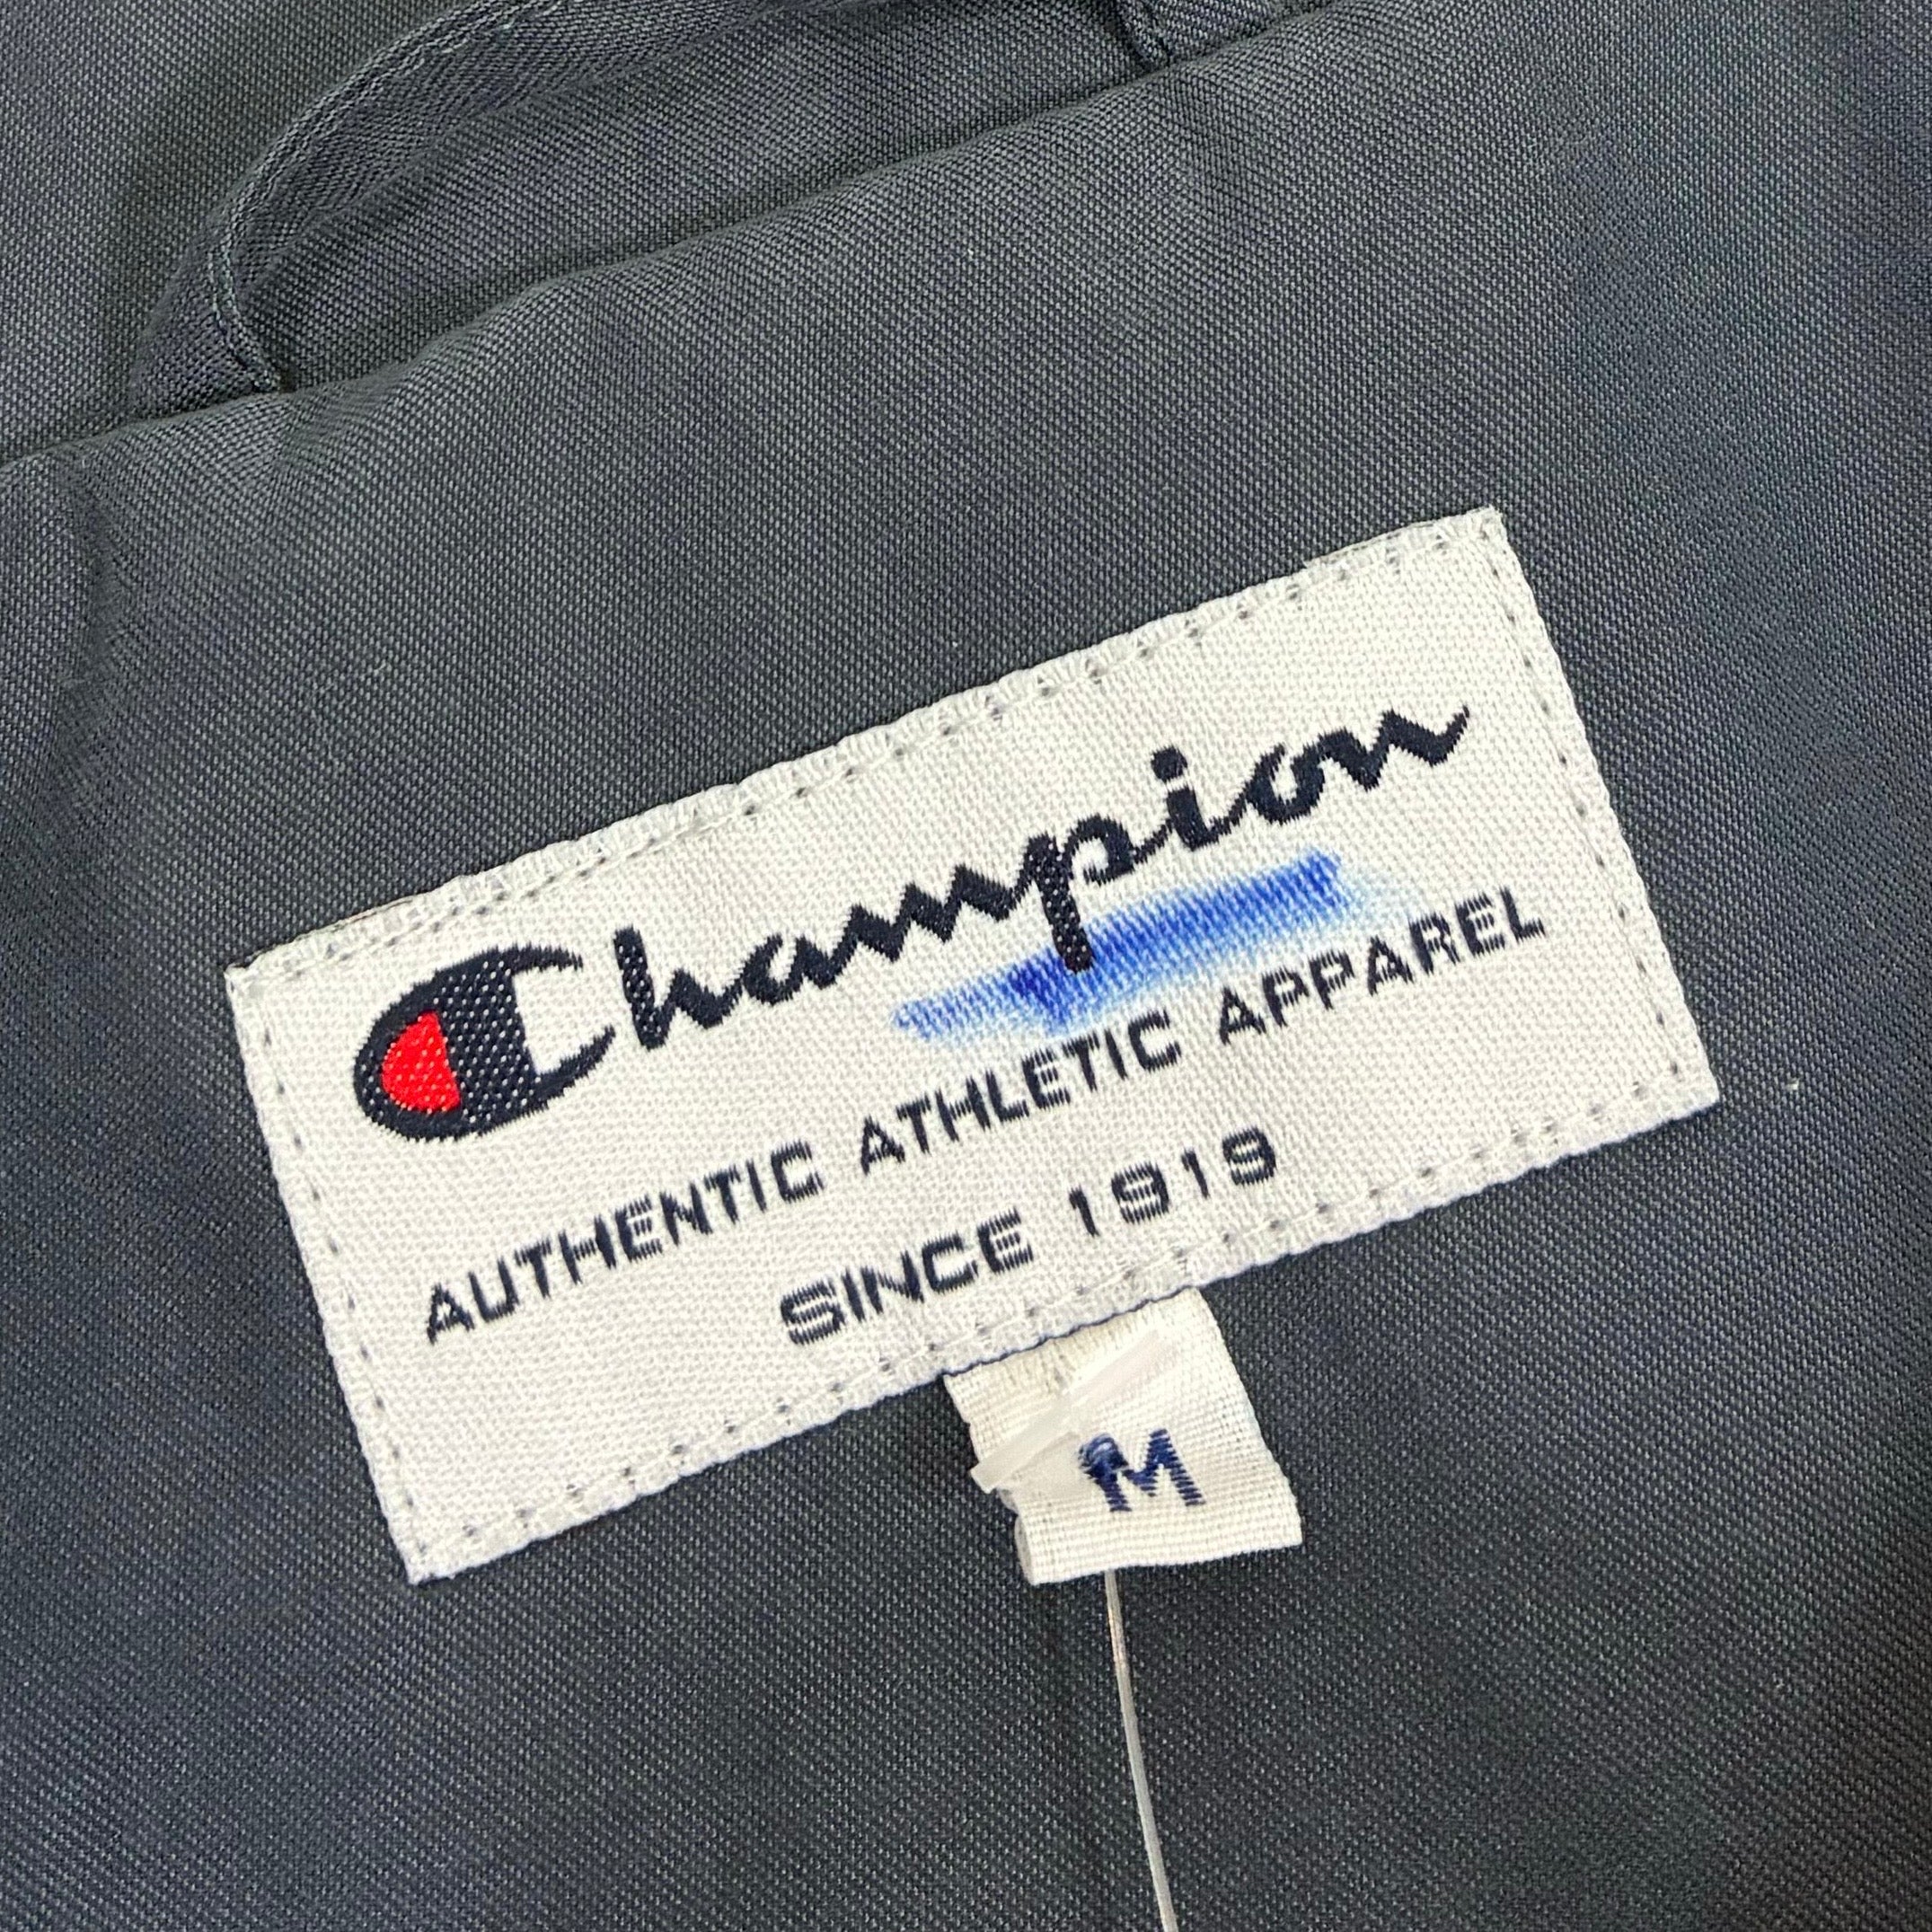 Champion
AUTHENTIC ATHLETIC APPAREL
SINCE 1919
M